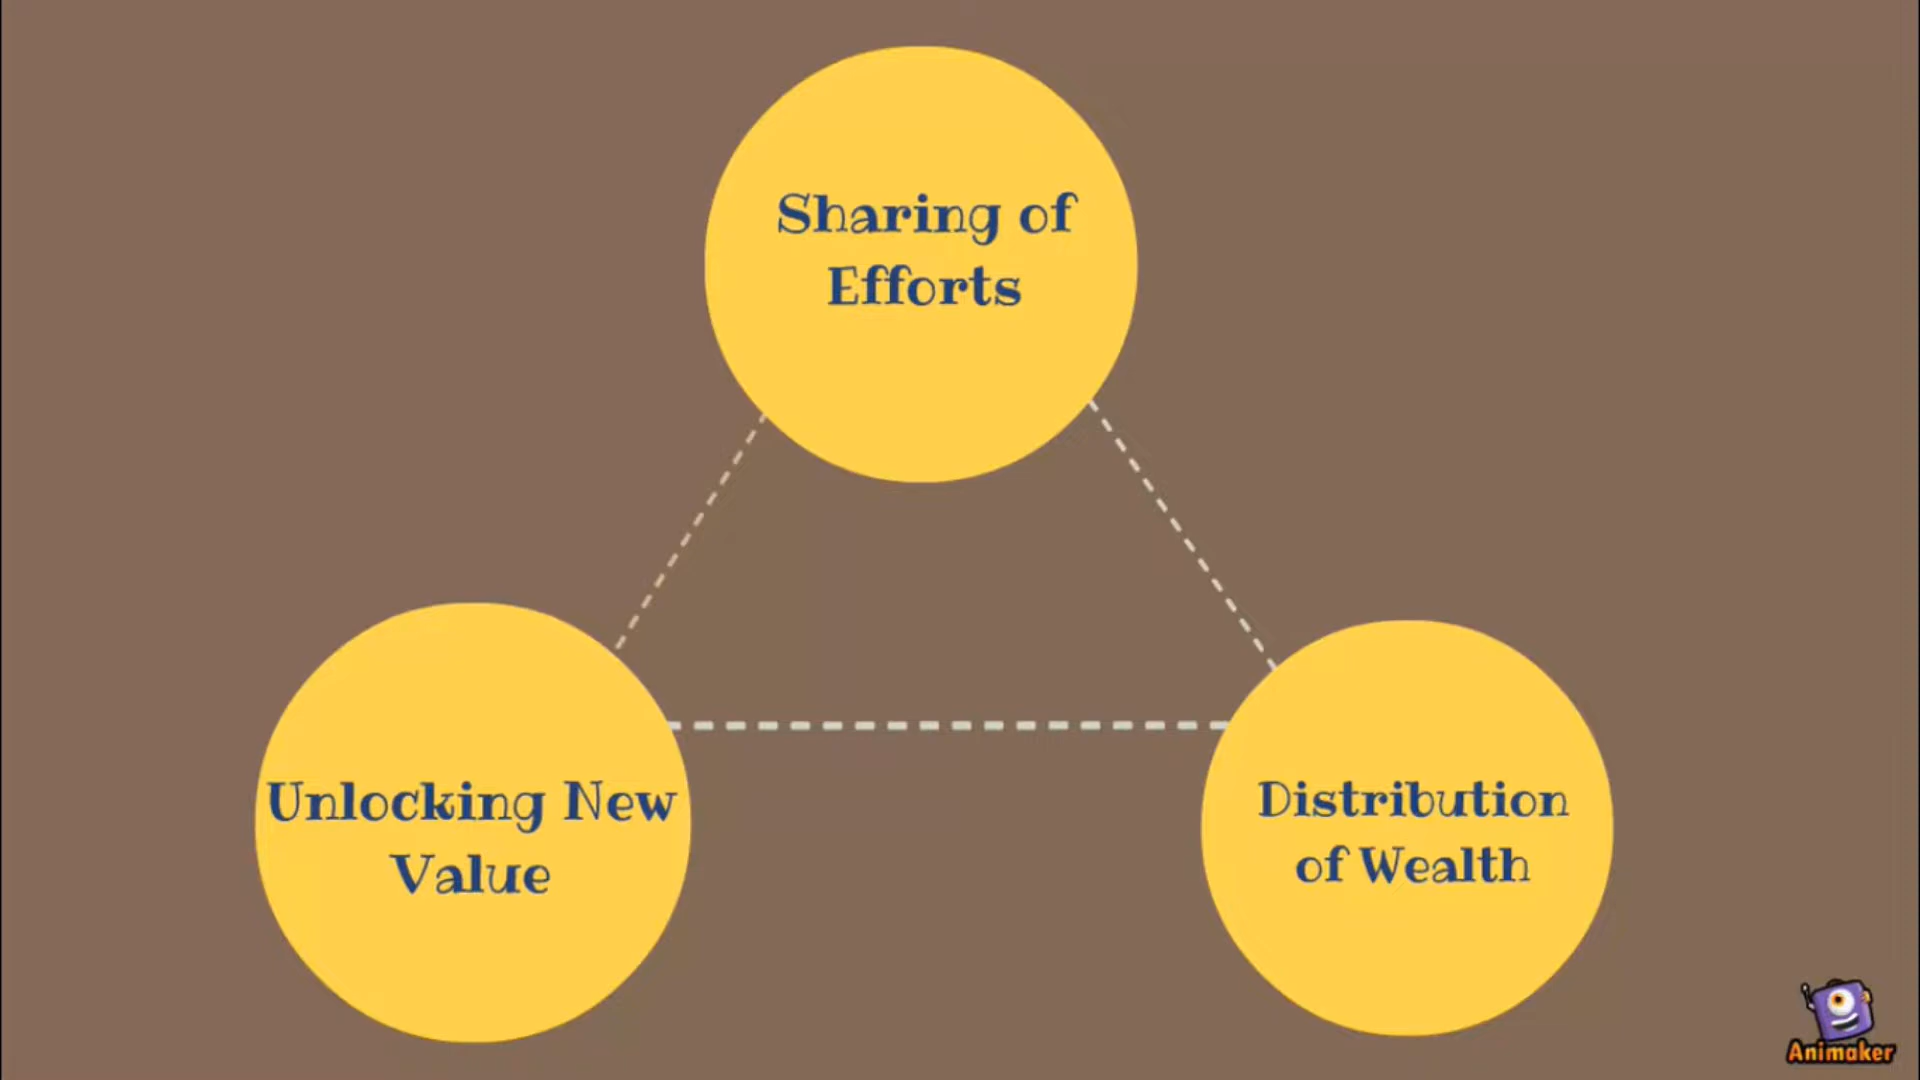 Sharing of
Efforts
Unlocking New
Value
Distribution
of Wealth
Animaker